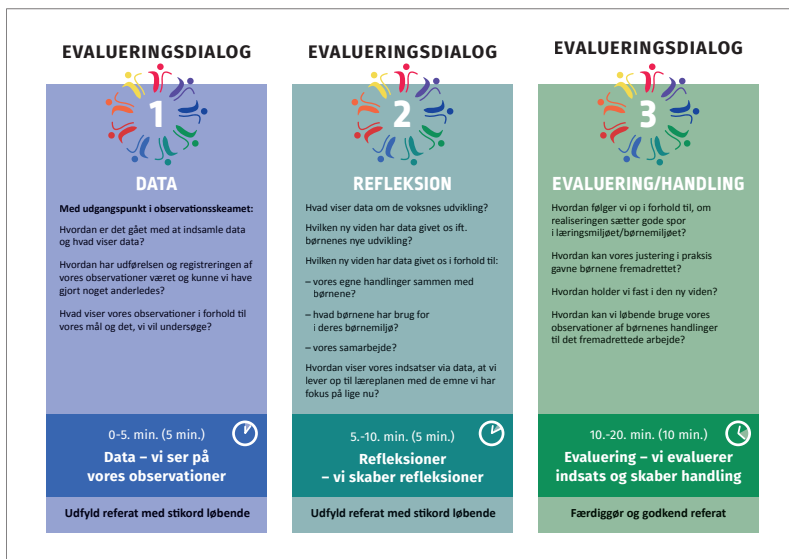 EVALUERINGSDIALOG
1
DATA
Med udgangspunkt i observationsskeamet:
Hvordan er det gået med at indsamle data
og hvad viser data?
Hvordan har udførelsen og registreringen af
vores observationer været og kunne vi have
gjort noget anderledes?
Hvad viser vores observationer i forhold til
vores mål og det, vi vil undersøge?
0-5. min. (5 min.)
Data – vi ser på
vores observationer
Udfyld referat med stikord løbende
EVALUERINGSDIALOG
2
REFLEKSION
Hvad viser data om de voksnes udvikling?
Hvilken ny viden har data givet os ift.
børnenes nye udvikling?
Hvilken ny viden har data givet os i forhold til:
– vores egne handlinger sammen med
børnene?
– hvad børnene har brug for
i deres børnemiljø?
– vores samarbejde?
Hvordan viser vores indsatser via data, at vi
lever op til læreplanen med de emne vi har
fokus på lige nu?
5.-10. min. (5 min.)
Refleksioner
– vi skaber refleksioner
Udfyld referat med stikord løbende
EVALUERINGSDIALOG
3
EVALUERING/HANDLING
Hvordan følger vi op i forhold til, om
realiseringen sætter gode spor
i læringsmiljøet/børnemiljøet?
Hvordan kan vores justering i praksis
gavne børnene fremadrettet?
Hvordan holder vi fast i den ny viden?
Hvordan kan vi løbende bruge vores
observationer af børnenes handlinger
til det fremadrettede arbejde?
10.-20. min. (10 min.)
Evaluering – vi evaluerer
indsats og skaber handling
Færdiggør og godkend referat